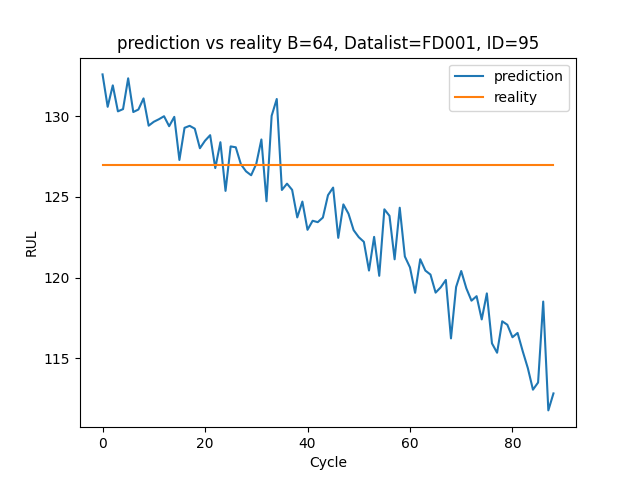 prediction vs reality B=64, Datalist=FD001, ID=95
prediction
reality
130
125
120
115
RUL
0 20 40 60 80
Cycle